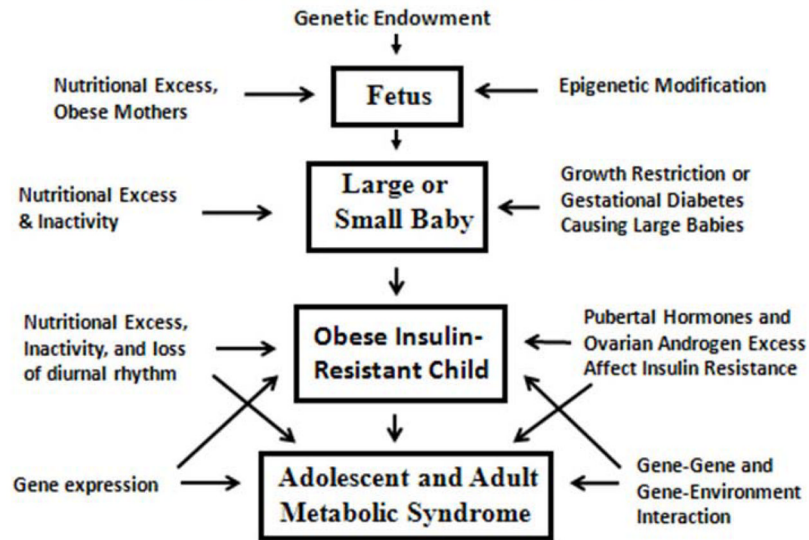 Genetic Endowment
Nutritional Excess,
Obese Mothers
Fetus
Epigenetic Modification
Nutritional Excess
& Inactivity
Large or
Small Baby
Growth Restriction or
Gestational Diabetes
Causing Large Babies
Nutritional Excess,
Inactivity, and loss
of diurnal rhythm
Obese Insulin-
Resistant Child
Pubertal Hormones and
Ovarian Androgen Excess
Affect Insulin Resistance
Gene expression
Adolescent and Adult
Metabolic Syndrome
Gene-Gene and
Gene-Environment
Interaction